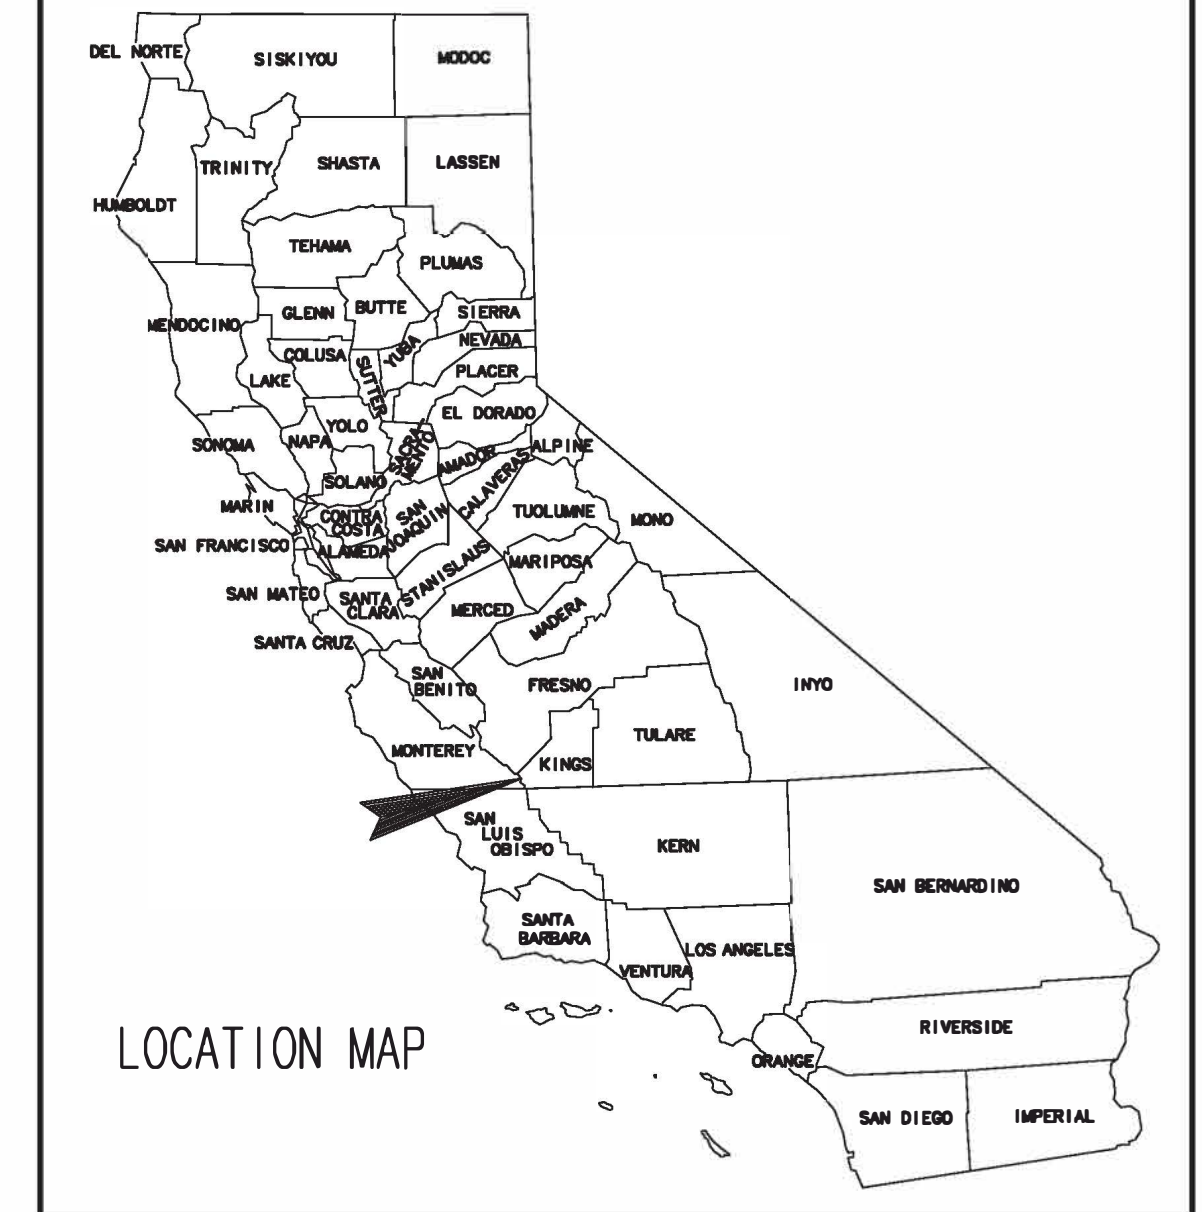 DEL NORTE
SISKIYOU
MODOC
HUMBOLDT
TRINITY
SHASTA
LASSEN
TEHAMA
PLUMAS
MENDOCINO
GLENN
BUTTE
SIERRA
NEVADA
COLUSA
YUBA
LAKE
SUTTER
PLACER
EL DORADO
SONOMA
NAPA
YOLO
SACRA-
MENTO
AMADOR
ALPINE
SOLANO
CALAVERAS
MARIN
CONTRA
COSTA
SAN
JOAQUIN
TUOLUMNE
MONO
SAN FRANCISCO
ALAMEDA
STANISLAUS
MARIPOSA
SAN MATEO
SANTA
CLARA
MERCED
MADERA
SANTA CRUZ
SAN
BENITO
FRESNO
INYO
MONTEREY
KINGS
TULARE
SAN
LUIS
OBISPO
KERN
SAN BERNARDINO
SANTA
BARBARA
VENTURA
LOS ANGELES
LOCATION MAP
RIVERSIDE
ORANGE
SAN DIEGO
IMPERIAL